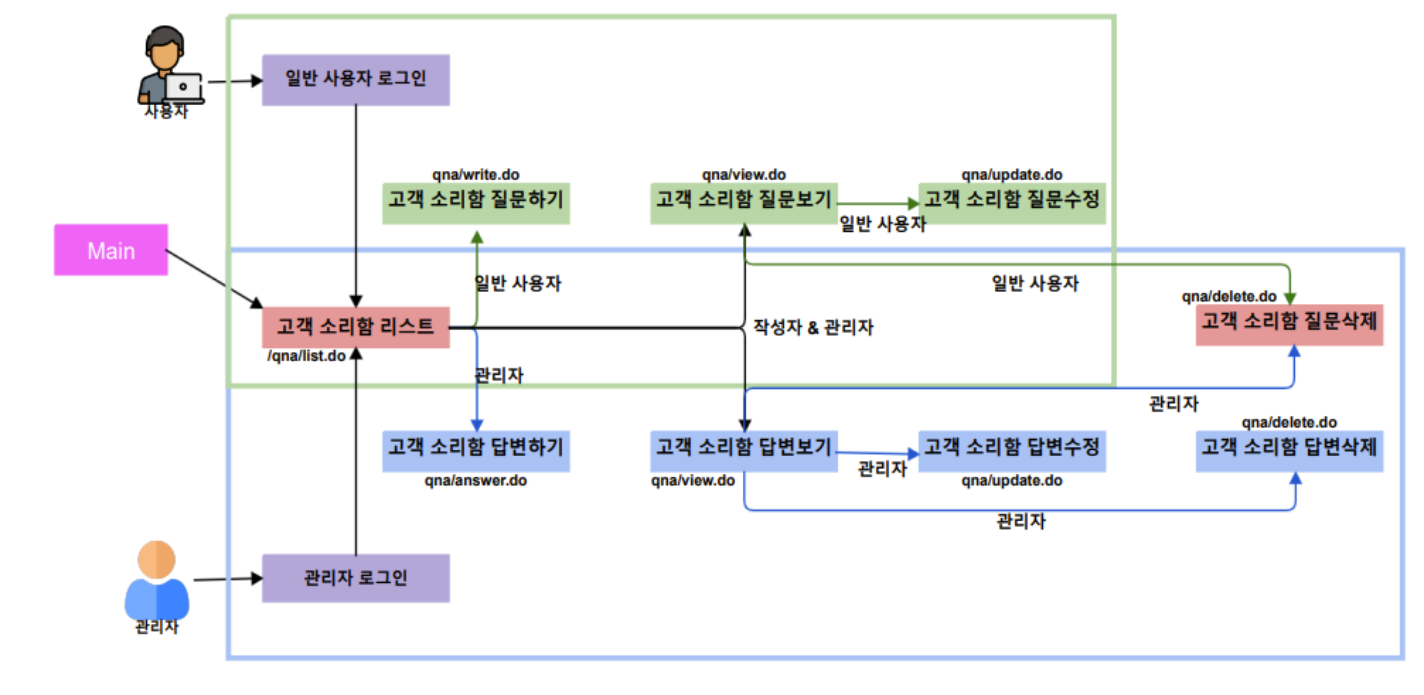 일반 사용자 로그인
사용자
qna/write.do
고객 소리함 질문하기
qna/view.do
고객 소리함 질문보기
qna/update.do
고객 소리함 질문수정
일반 사용자
Main
일반 사용자
일반 사용자
qna/delete.do
고객 소리함 질문삭제
고객 소리함 리스트
/qna/list.do
작성자 & 관리자
관리자
관리자
고객 소리함 답변하기
qna/answer.do
고객 소리함 답변보기
qna/view.do
관리자
고객 소리함 답변수정
qna/update.do
qna/delete.do
고객 소리함 답변삭제
관리자
관리자 로그인
관리자